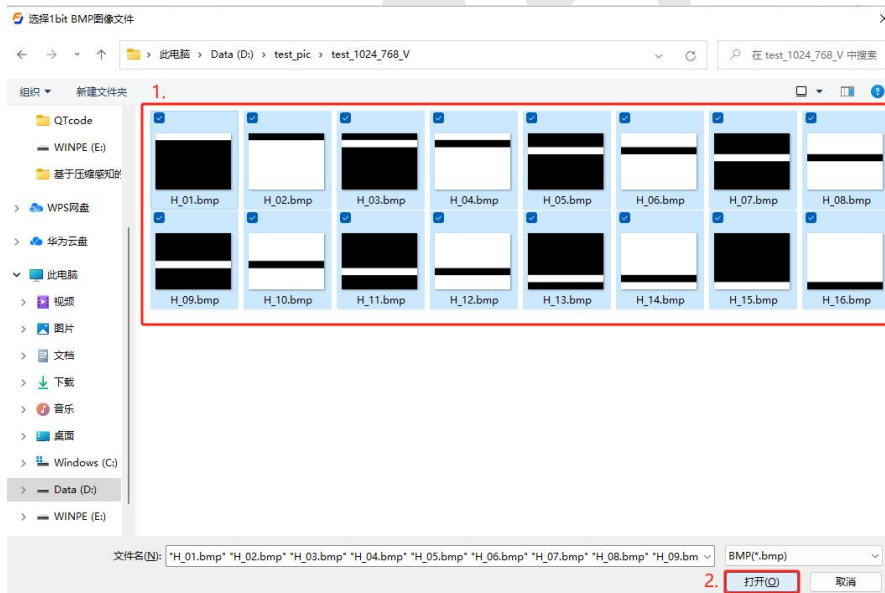 选择1bit BMP图像文件
此电脑 > Data (D:) > test_pic > test_1024_768_V
在 test_1024_768_V 中搜索
组织 新建文件夹
1.
QTcode
WINPE (E:)
基于压缩感知的
WPS网盘
华为云盘
此电脑
视频
图片
文档
下载
音乐
桌面
Windows (C:)
Data (D:)
WINPE (E:)
H_01.bmp H_02.bmp H_03.bmp H_04.bmp H_05.bmp H_06.bmp H_07.bmp H_08.bmp
H_09.bmp H_10.bmp H_11.bmp H_12.bmp H_13.bmp H_14.bmp H_15.bmp H_16.bmp
文件名(N): "H_01.bmp" "H_02.bmp" "H_03.bmp" "H_04.bmp" "H_05.bmp" "H_06.bmp" "H_07.bmp" "H_08.bmp" "H_09.bm BMP(*.bmp)
2. 打开(O) 取消